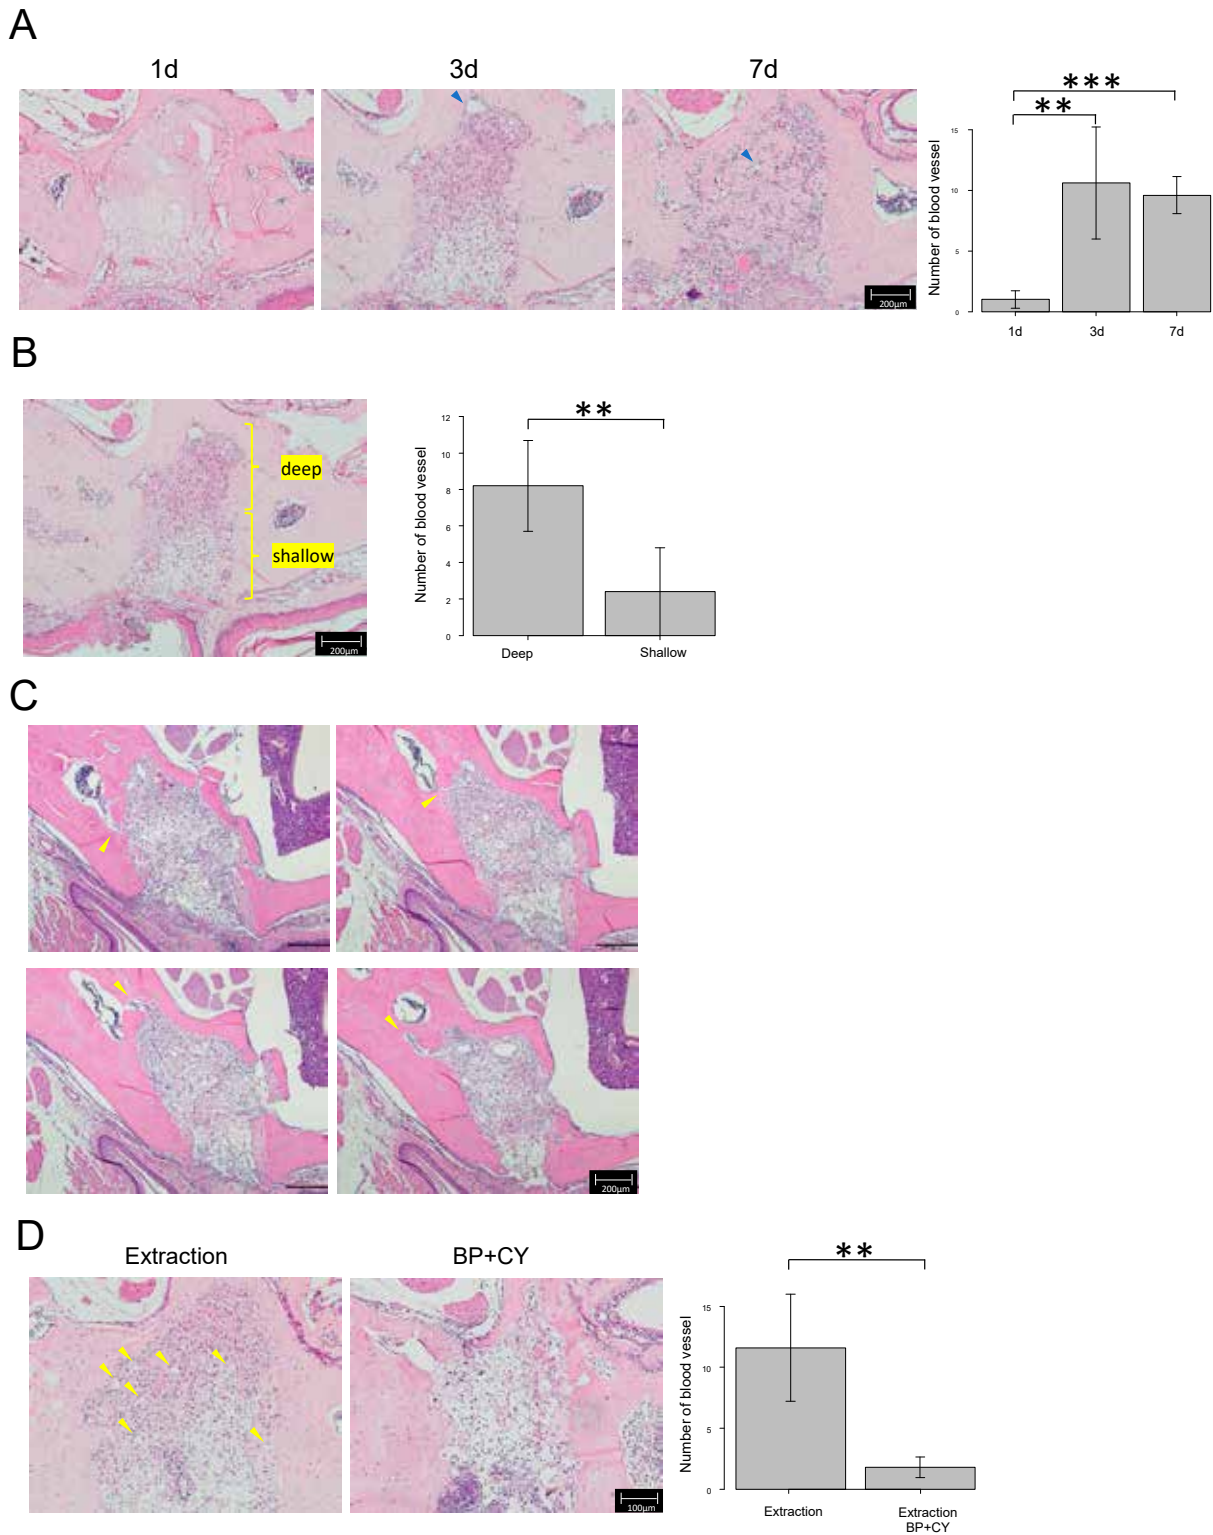 A
1d
3d
7d
200µm
***
**
Number of blood vessel
15
10
5
0
1d
3d
7d
B
deep
shallow
200µm
**
Number of blood vessel
12
10
8
6
4
2
0
Deep
Shallow
C
200µm
D
Extraction
BP+CY
100µm
**
Number of blood vessel
15
10
5
0
Extraction
Extraction
BP+CY